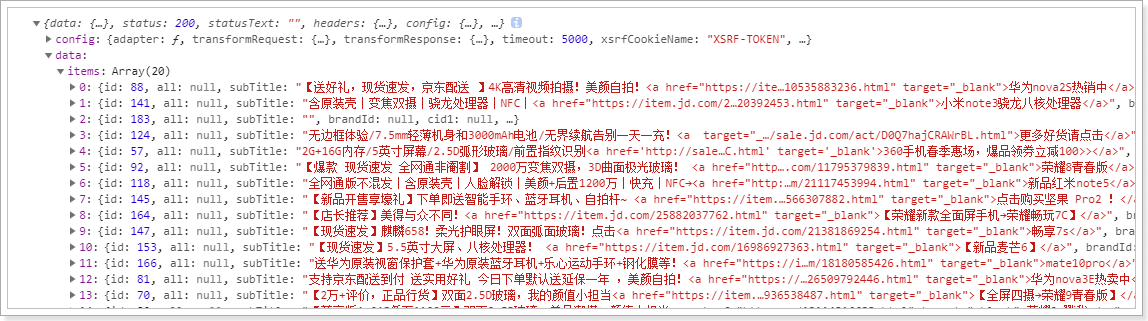 ▼ {data: {…}, status: 200, statusText: "", headers: {…}, config: {…}, …} i
▶ config: {adapter: ƒ, transformRequest: {…}, transformResponse: {…}, timeout: 5000, xsrfCookieName: "XSRF-TOKEN", …}
▼ data:
▼ items: Array(20)
▶ 0: {id: 88, all: null, subTitle: "【送好礼，现货速发，京东配送 】4K高清视频拍摄！美颜自拍！<a href="https://ite…10535883236.html" target="_blank">华为nova2S热销中</a>
▶ 1: {id: 141, all: null, subTitle: "含原装壳|变焦双摄|骁龙处理器|NFC|<a href="https://item.jd.com/2…20392453.html" target="_blank">小米note3骁龙八核处理器</a>", b
▶ 2: {id: 183, all: null, subTitle: "", brandId: null, cid1: null, …}
▶ 3: {id: 124, all: null, subTitle: "无边框体验/7.5mm轻薄机身和3000mAh电池/无界续航告别一天一充！<a  target="_…/sale.jd.com/act/D0Q7hajCRAWrBL.html">更多好货请点击</a>"
▶ 4: {id: 57, all: null, subTitle: "2G+16G内存/5英寸屏幕/2.5D弧形玻璃/前置指纹识别<a href='http://sale…C.html' target='_blank'>360手机春季惠场，爆品领券立减100>></a>
▶ 5: {id: 92, all: null, subTitle: "【爆款 现货速发 全网通非阉割】 2000万变焦双摄，3D曲面极光玻璃！ <a href="http…com/11795379839.html" target="_blank">荣耀8青春版</a>
▶ 6: {id: 118, all: null, subTitle: "全网通版不混发|含原装壳|人脸解锁|美颜+后置1200万|快充|NFC→<a href="http:…m/21117453994.html" target="_blank">新品红米note5</a>
▶ 7: {id: 145, all: null, subTitle: "【新品开售享壕礼】下单即送智能手环、蓝牙耳机、自拍杆~ <a href="https://item.jd…566307882.html" target="_blank">点击购买坚果 Pro2 ！</a>
▶ 8: {id: 164, all: null, subTitle: "【店长推荐】美得与众不同！<a href="https://item.jd.com/25882037762.html" target="_blank">【荣耀新款全面屏手机→荣耀畅玩7C】</a>", brandId
▶ 9: {id: 147, all: null, subTitle: "【现货速发】麒麟658！柔光护眼屏！双面弧面玻璃！点击<a href="https://item.jd.com/21381869254.html" target="_blank">畅享7s</a>", brandI
▶ 10: {id: 153, all: null, subTitle: "【现货速发】5.5英寸大屏、八核处理器！ <a href="https://item.jd.com/16986927363.html" target="_blank">【新品麦芒6】</a>", brandId
▶ 11: {id: 166, all: null, subTitle: "送华为原装视窗保护套+华为原装蓝牙耳机+乐心运动手环+钢化膜等！<a href="https://i…m/18180585426.html" target="_blank">mate10pro</a>
▶ 12: {id: 81, all: null, subTitle: "支持京东配送到付 送实用好礼 今日下单默认送延保一年 ，美颜自拍！<a href="https://…26509792446.html" target="_blank">华为nova 3E热卖中</a>
▶ 13: {id: 70, all: null, subTitle: "【2万+评价，正品行货】双面2.5D玻璃，我的颜值小担当<a href="https://item.…936538487.html" target="_blank">【全屏四摄→荣耀9青春版】</a>